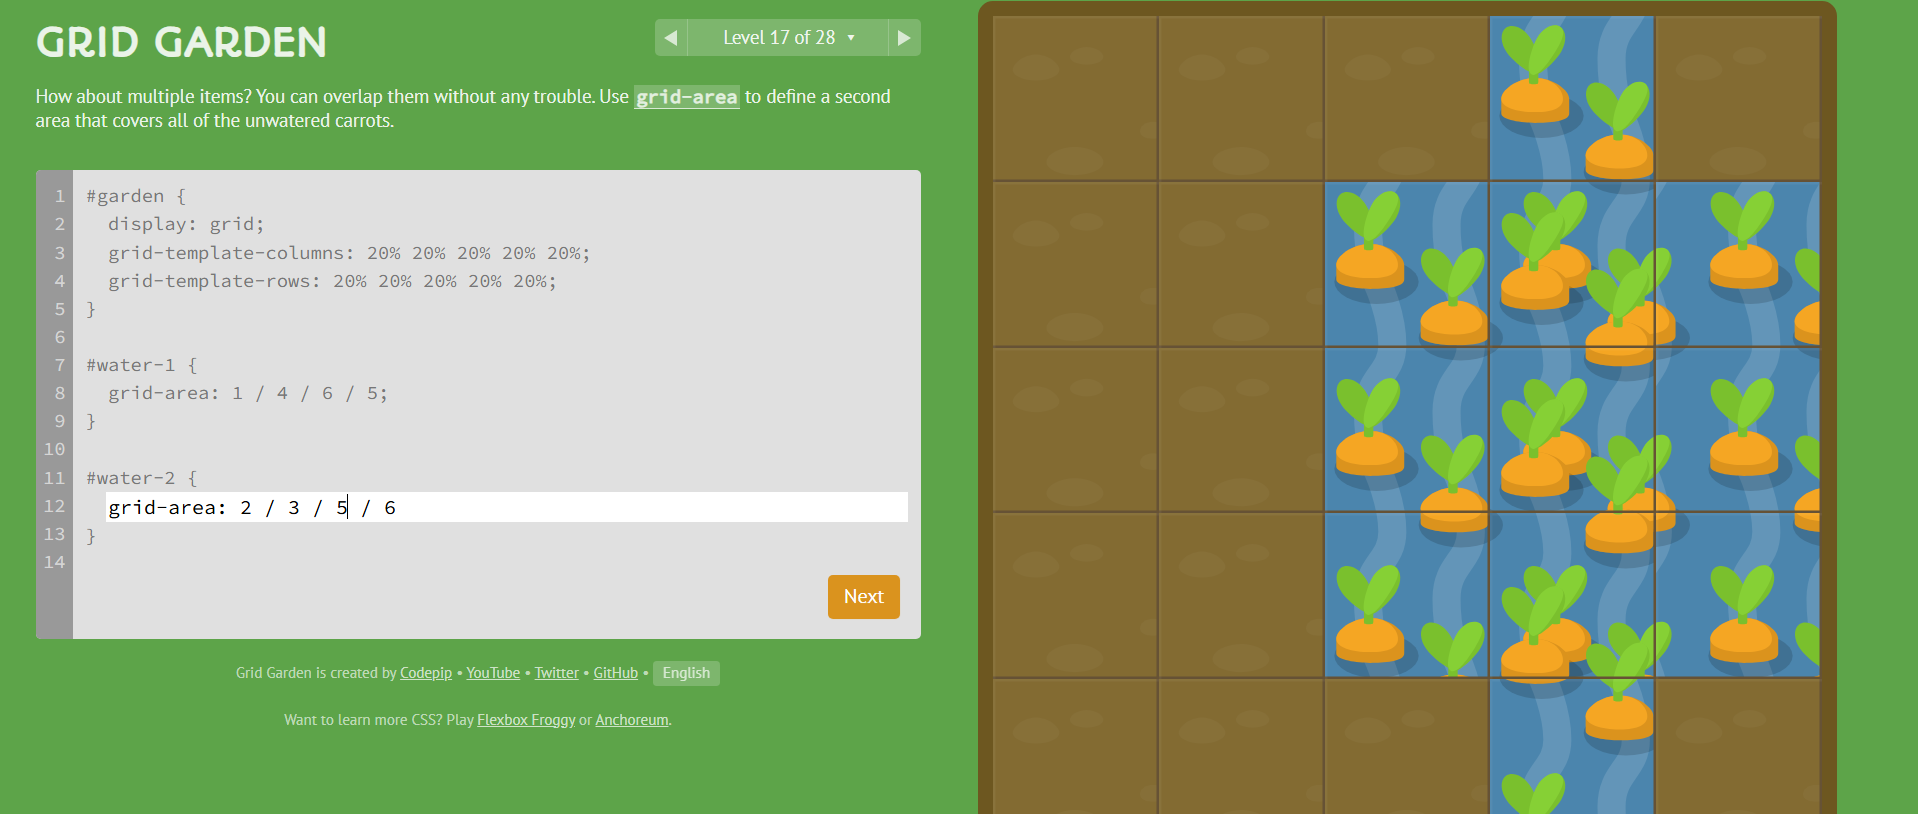 GRID GARDEN
◀ Level 17 of 28 ▼ ▶
How about multiple items? You can overlap them without any trouble. Use grid-area to define a second
area that covers all of the unwatered carrots.
1 #garden {
2 display: grid;
3 grid-template-columns: 20% 20% 20% 20% 20%;
4 grid-template-rows: 20% 20% 20% 20% 20%;
5 }
6
7 #water-1 {
8 grid-area: 1 / 4 / 6 / 5;
9 }
10
11 #water-2 {
12 grid-area: 2 / 3 / 5 / 6
13 }
14
Next
Grid Garden is created by Codepip • YouTube • Twitter • GitHub • English
Want to learn more CSS? Play Flexbox Froggy or Anchoreum.